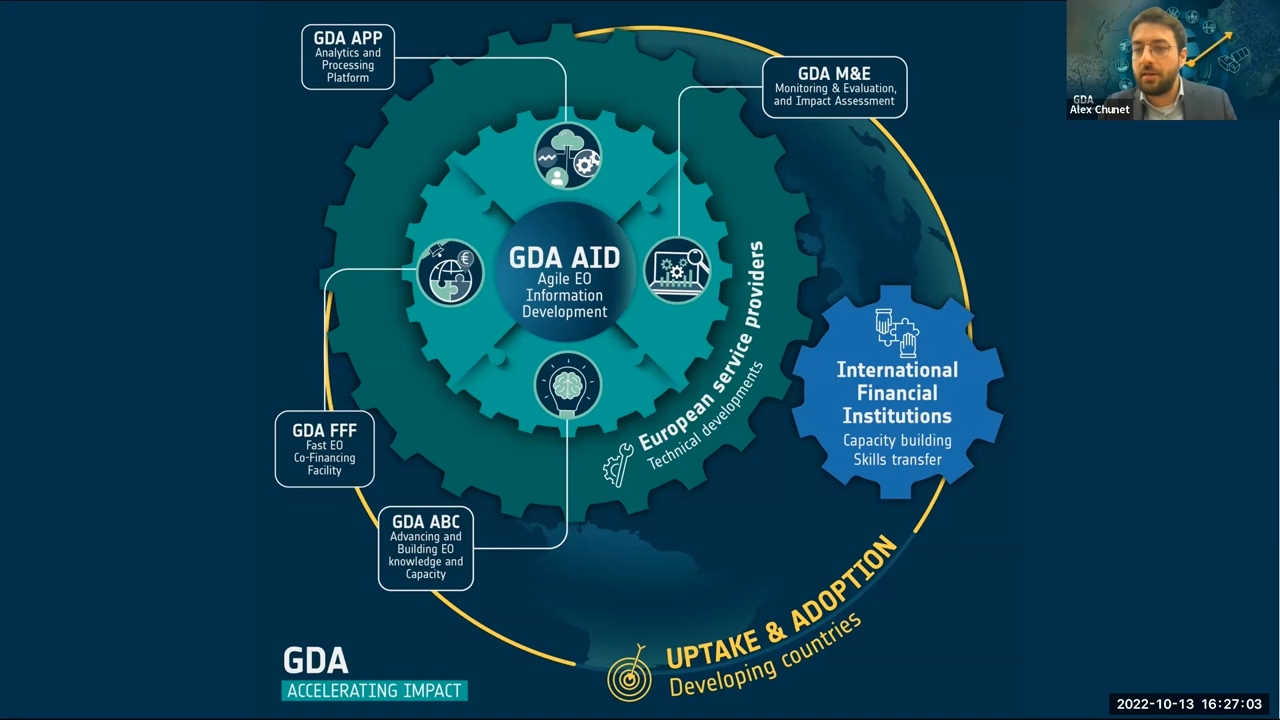 GDA APP
Analytics and
Processing
Platform
GDA M&E
Monitoring & Evaluation,
and Impact Assessment
GDA
Alex Chunet
GDA AID
Agile EO
Information
Development
European service providers
Technical developments
International
Financial
Institutions
Capacity building
Skills transfer
GDA FFF
Fast EO
Co-Financing
Facility
GDA ABC
Advancing and
Building EO
knowledge and
Capacity
UPTAKE & ADOPTION
Developing countries
GDA
ACCELERATING IMPACT
2022-10-13 16:27:03